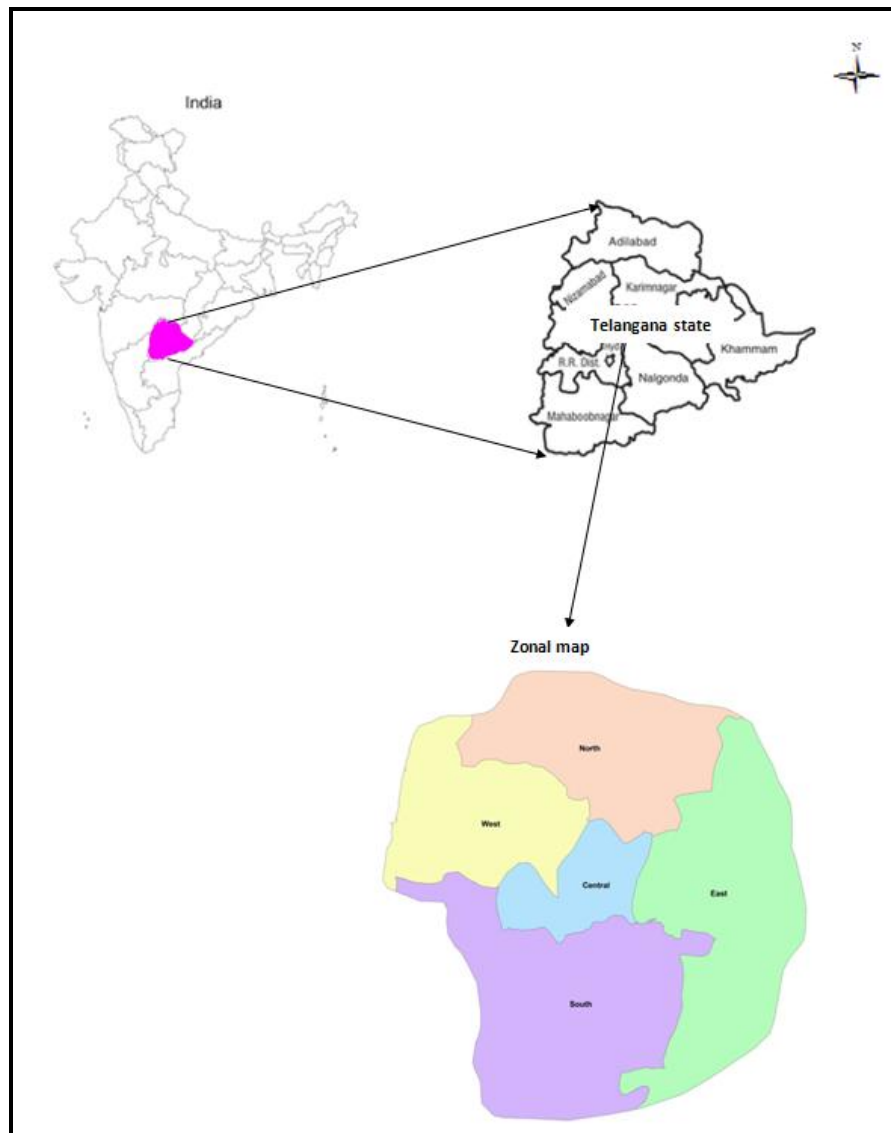 N
India
Adilabad
Nizamabad
Karimnagar
Telangana state
Khammam
R.R. Dist.
Nalgonda
Mahaboobnagar
Zonal map
North
West
Central
East
South